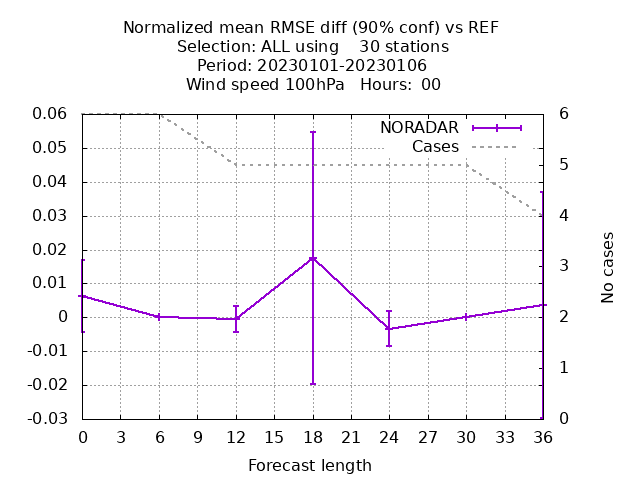 Normalized mean RMSE diff (90% conf) vs REF
Selection: ALL using    30 stations
Period: 20230101-20230106
Wind speed 100hPa   Hours:  00
NORADAR
Cases
0.06
0.05
0.04
0.03
0.02
0.01
0
-0.01
-0.02
-0.03
6
5
4
3
2
1
0
No cases
0 3 6 9 12 15 18 21 24 27 30 33 36
Forecast length